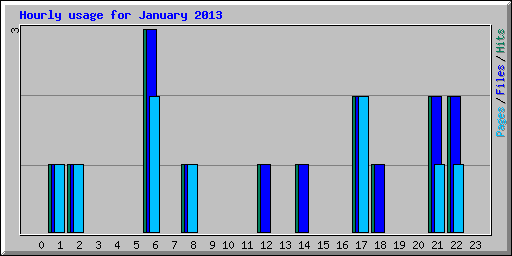 Hourly usage for January 2013
3
Pages/Files/Hits
0 1 2 3 4 5 6 7 8 9 10 11 12 13 14 15 16 17 18 19 20 21 22 23